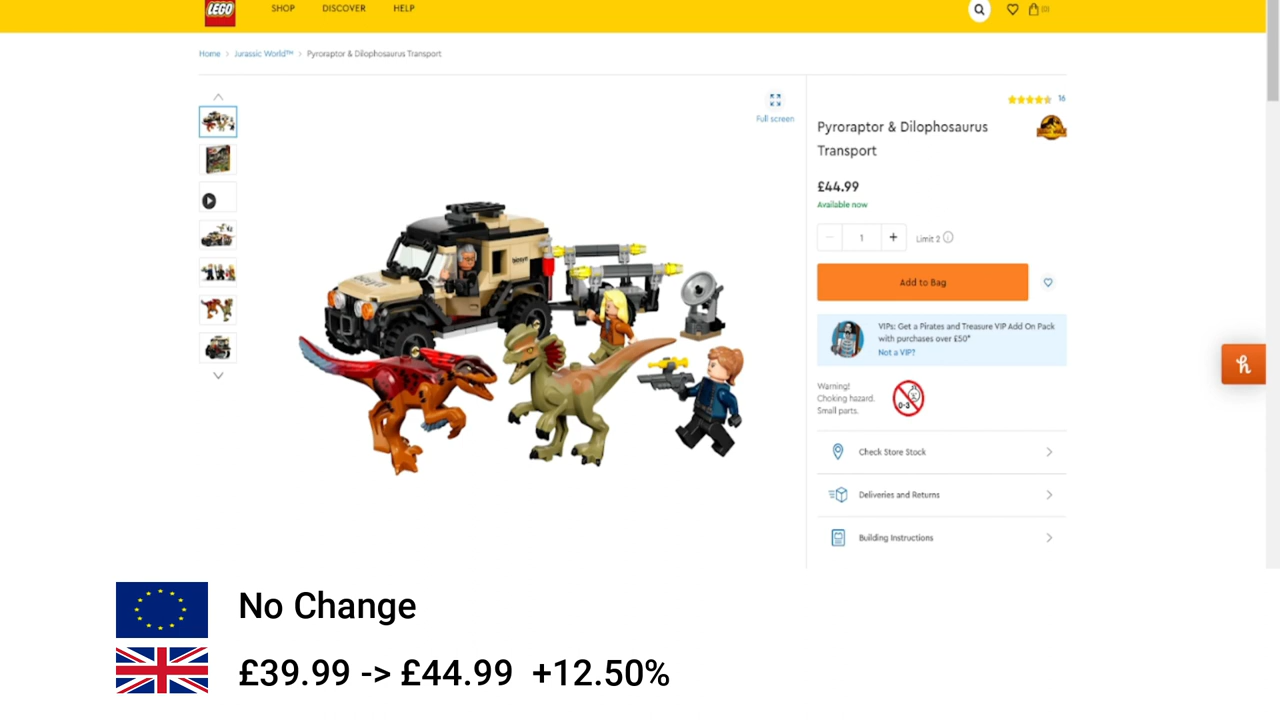 LEGO
SHOP DISCOVER HELP
Home > Jurassic World™ > Pyroraptor & Dilophosaurus Transport
Full screen
16
Pyroraptor & Dilophosaurus
Transport
£44.99
Available now
1
Limit 2
Add to Bag
VIPs: Get a Pirates and Treasure VIP Add On Pack
with purchases over £50*
Not a VIP?
Warning!
Choking hazard.
Small parts.
0-3
Check Store Stock
Deliveries and Returns
Building Instructions
No Change
£39.99 -> £44.99 +12.50%